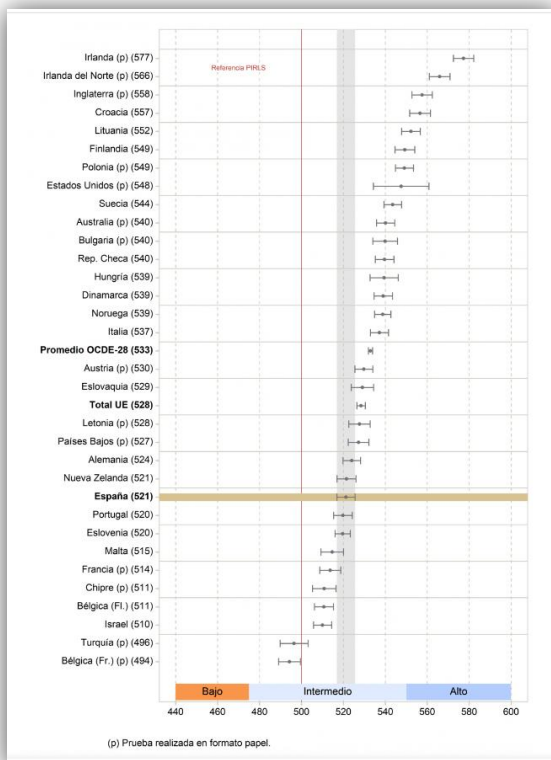 Irlanda (p) (577)
Referencia PIRLS
Irlanda del Norte (p) (566)
Inglaterra (p) (558)
Croacia (557)
Lituania (552)
Finlandia (549)
Polonia (p) (549)
Estados Unidos (p) (548)
Suecia (544)
Australia (p) (540)
Bulgaria (p) (540)
Rep. Checa (540)
Hungría (539)
Dinamarca (539)
Noruega (539)
Italia (537)
Promedio OCDE-28 (533)
Austria (p) (530)
Eslovaquia (529)
Total UE (528)
Letonia (p) (528)
Países Bajos (p) (527)
Alemania (524)
Nueva Zelanda (521)
España (521)
Portugal (520)
Eslovenia (520)
Malta (515)
Francia (p) (514)
Chipre (p) (511)
Bélgica (Fl.) (511)
Israel (510)
Turquía (p) (496)
Bélgica (Fr.) (p) (494)
Bajo Intermedio Alto
440 460 480 500 520 540 560 580 600
(p) Prueba realizada en formato papel.